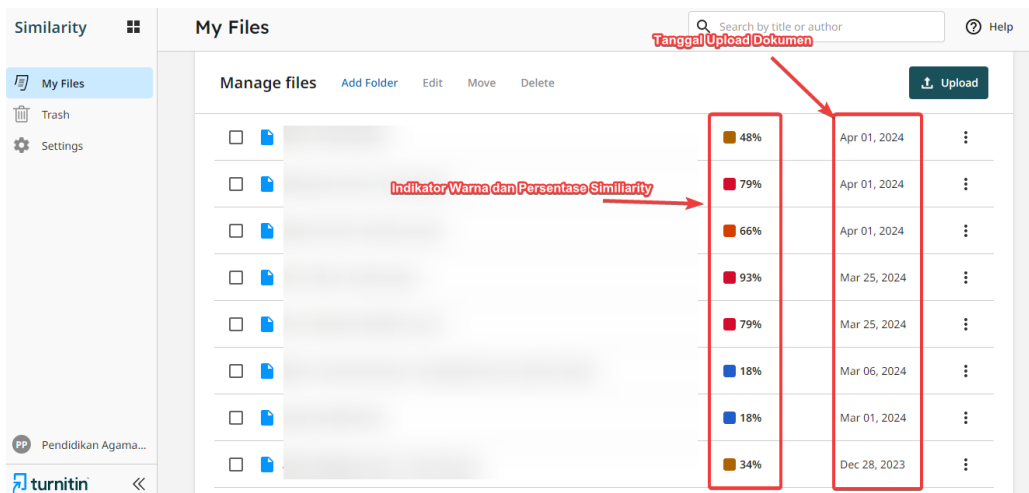 Similarity
My Files
Search by title or author
Help
Tanggal Upload Dokumen
My Files
Trash
Settings
Manage files
Add Folder
Edit
Move
Delete
Upload
48%
Apr 01, 2024
Indikator Warna dan Persentase Similiarity
79%
Apr 01, 2024
66%
Apr 01, 2024
93%
Mar 25, 2024
79%
Mar 25, 2024
18%
Mar 06, 2024
18%
Mar 01, 2024
34%
Dec 28, 2023
PP
Pendidikan Agama...
turnitin